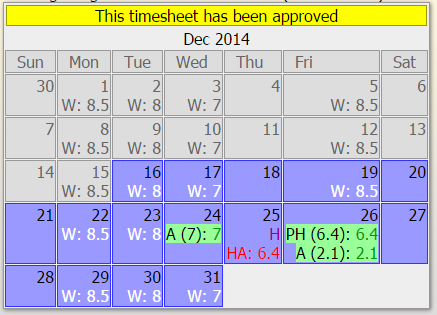 This timesheet has been approved
Dec 2014
Sun Mon Tue Wed Thu Fri Sat
30 1 2 3 4 5 6
W: 8.5 W: 8 W: 7 W: 8.5
7 8 9 10 11 12 13
W: 8.5 W: 8 W: 7 W: 8.5
14 15 16 17 18 19 20
W: 8.5 W: 8 W: 7 W: 8.5
21 22 23 24 25 26 27
W: 8.5 W: 8 A (7): 7 H PH (6.4): 6.4
HA: 6.4 A (2.1): 2.1
28 29 30 31
W: 8.5 W: 8 W: 7